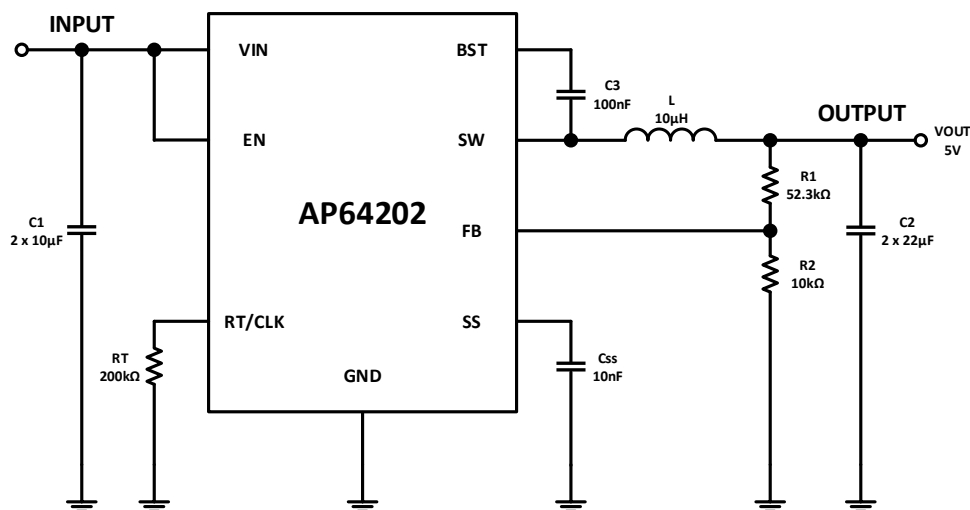 INPUT
VIN
BST
C3
100nF
L
10µH
OUTPUT
VOUT
5V
EN
SW
R1
52.3kΩ
AP64202
C1
2 x 10µF
FB
C2
2 x 22µF
R2
10kΩ
RT/CLK
SS
RT
200kΩ
GND
Css
10nF